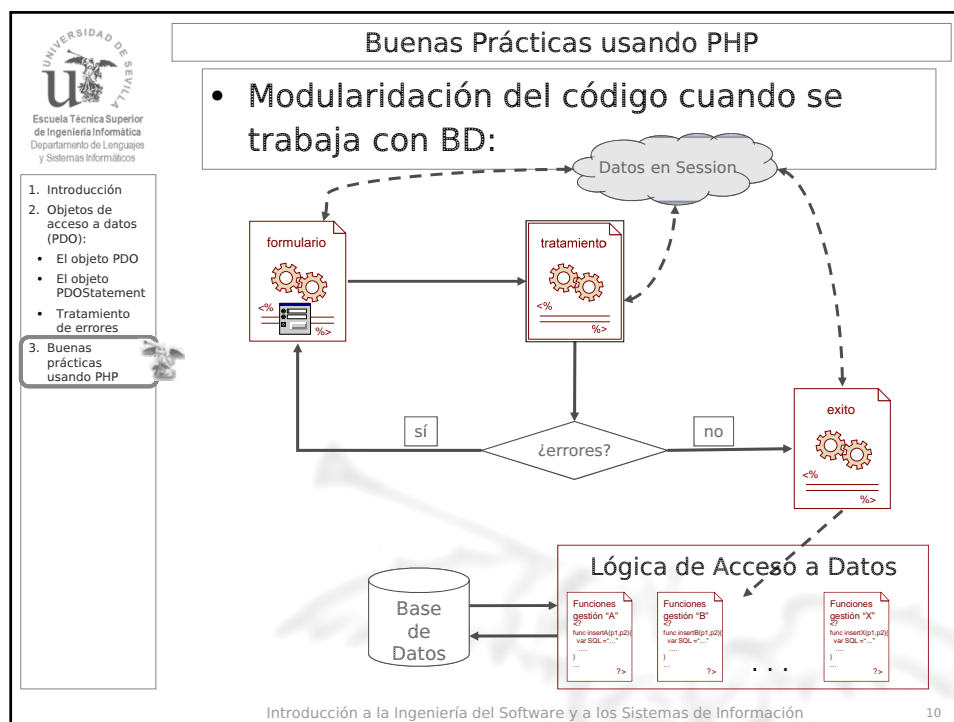 Buenas Prácticas usando PHP
UNIVERSIDAD DE SEVILLA
Escuela Técnica Superior
de Ingeniería Informática
Departamento de Lenguajes
y Sistemas Informáticos
• Modularidación del código cuando se
trabaja con BD:
Datos en Session
1. Introducción
2. Objetos de
acceso a datos
(PDO):
• El objeto PDO
• El objeto
PDOStatement
• Tratamiento
de errores
3. Buenas
prácticas
usando PHP
formulario
<%
%>
tratamiento
<%
%>
sí
¿errores?
no
exito
<%
%>
Base
de
Datos
Lógica de Acceso a Datos
Funciones
gestión "A"
<?
func insertA(p1,p2){
var SQL ="..."
....
}
...
?>
Funciones
gestión "B"
<?
func insertB(p1,p2){
var SQL ="..."
....
}
...
?>
. . .
Funciones
gestión "X"
<?
func insertX(p1,p2){
var SQL ="..."
....
}
...
?>
Introducción a la Ingeniería del Software y a los Sistemas de Información
10